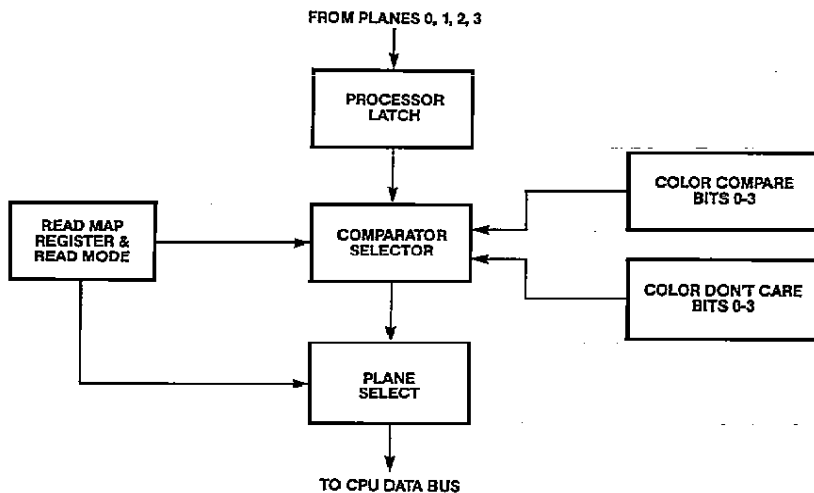 FROM PLANES 0, 1, 2, 3
PROCESSOR
LATCH
COLOR COMPARE
BITS 0-3
READ MAP
REGISTER &
READ MODE
COMPARATOR
SELECTOR
COLOR DON'T CARE
BITS 0-3
PLANE
SELECT
TO CPU DATA BUS